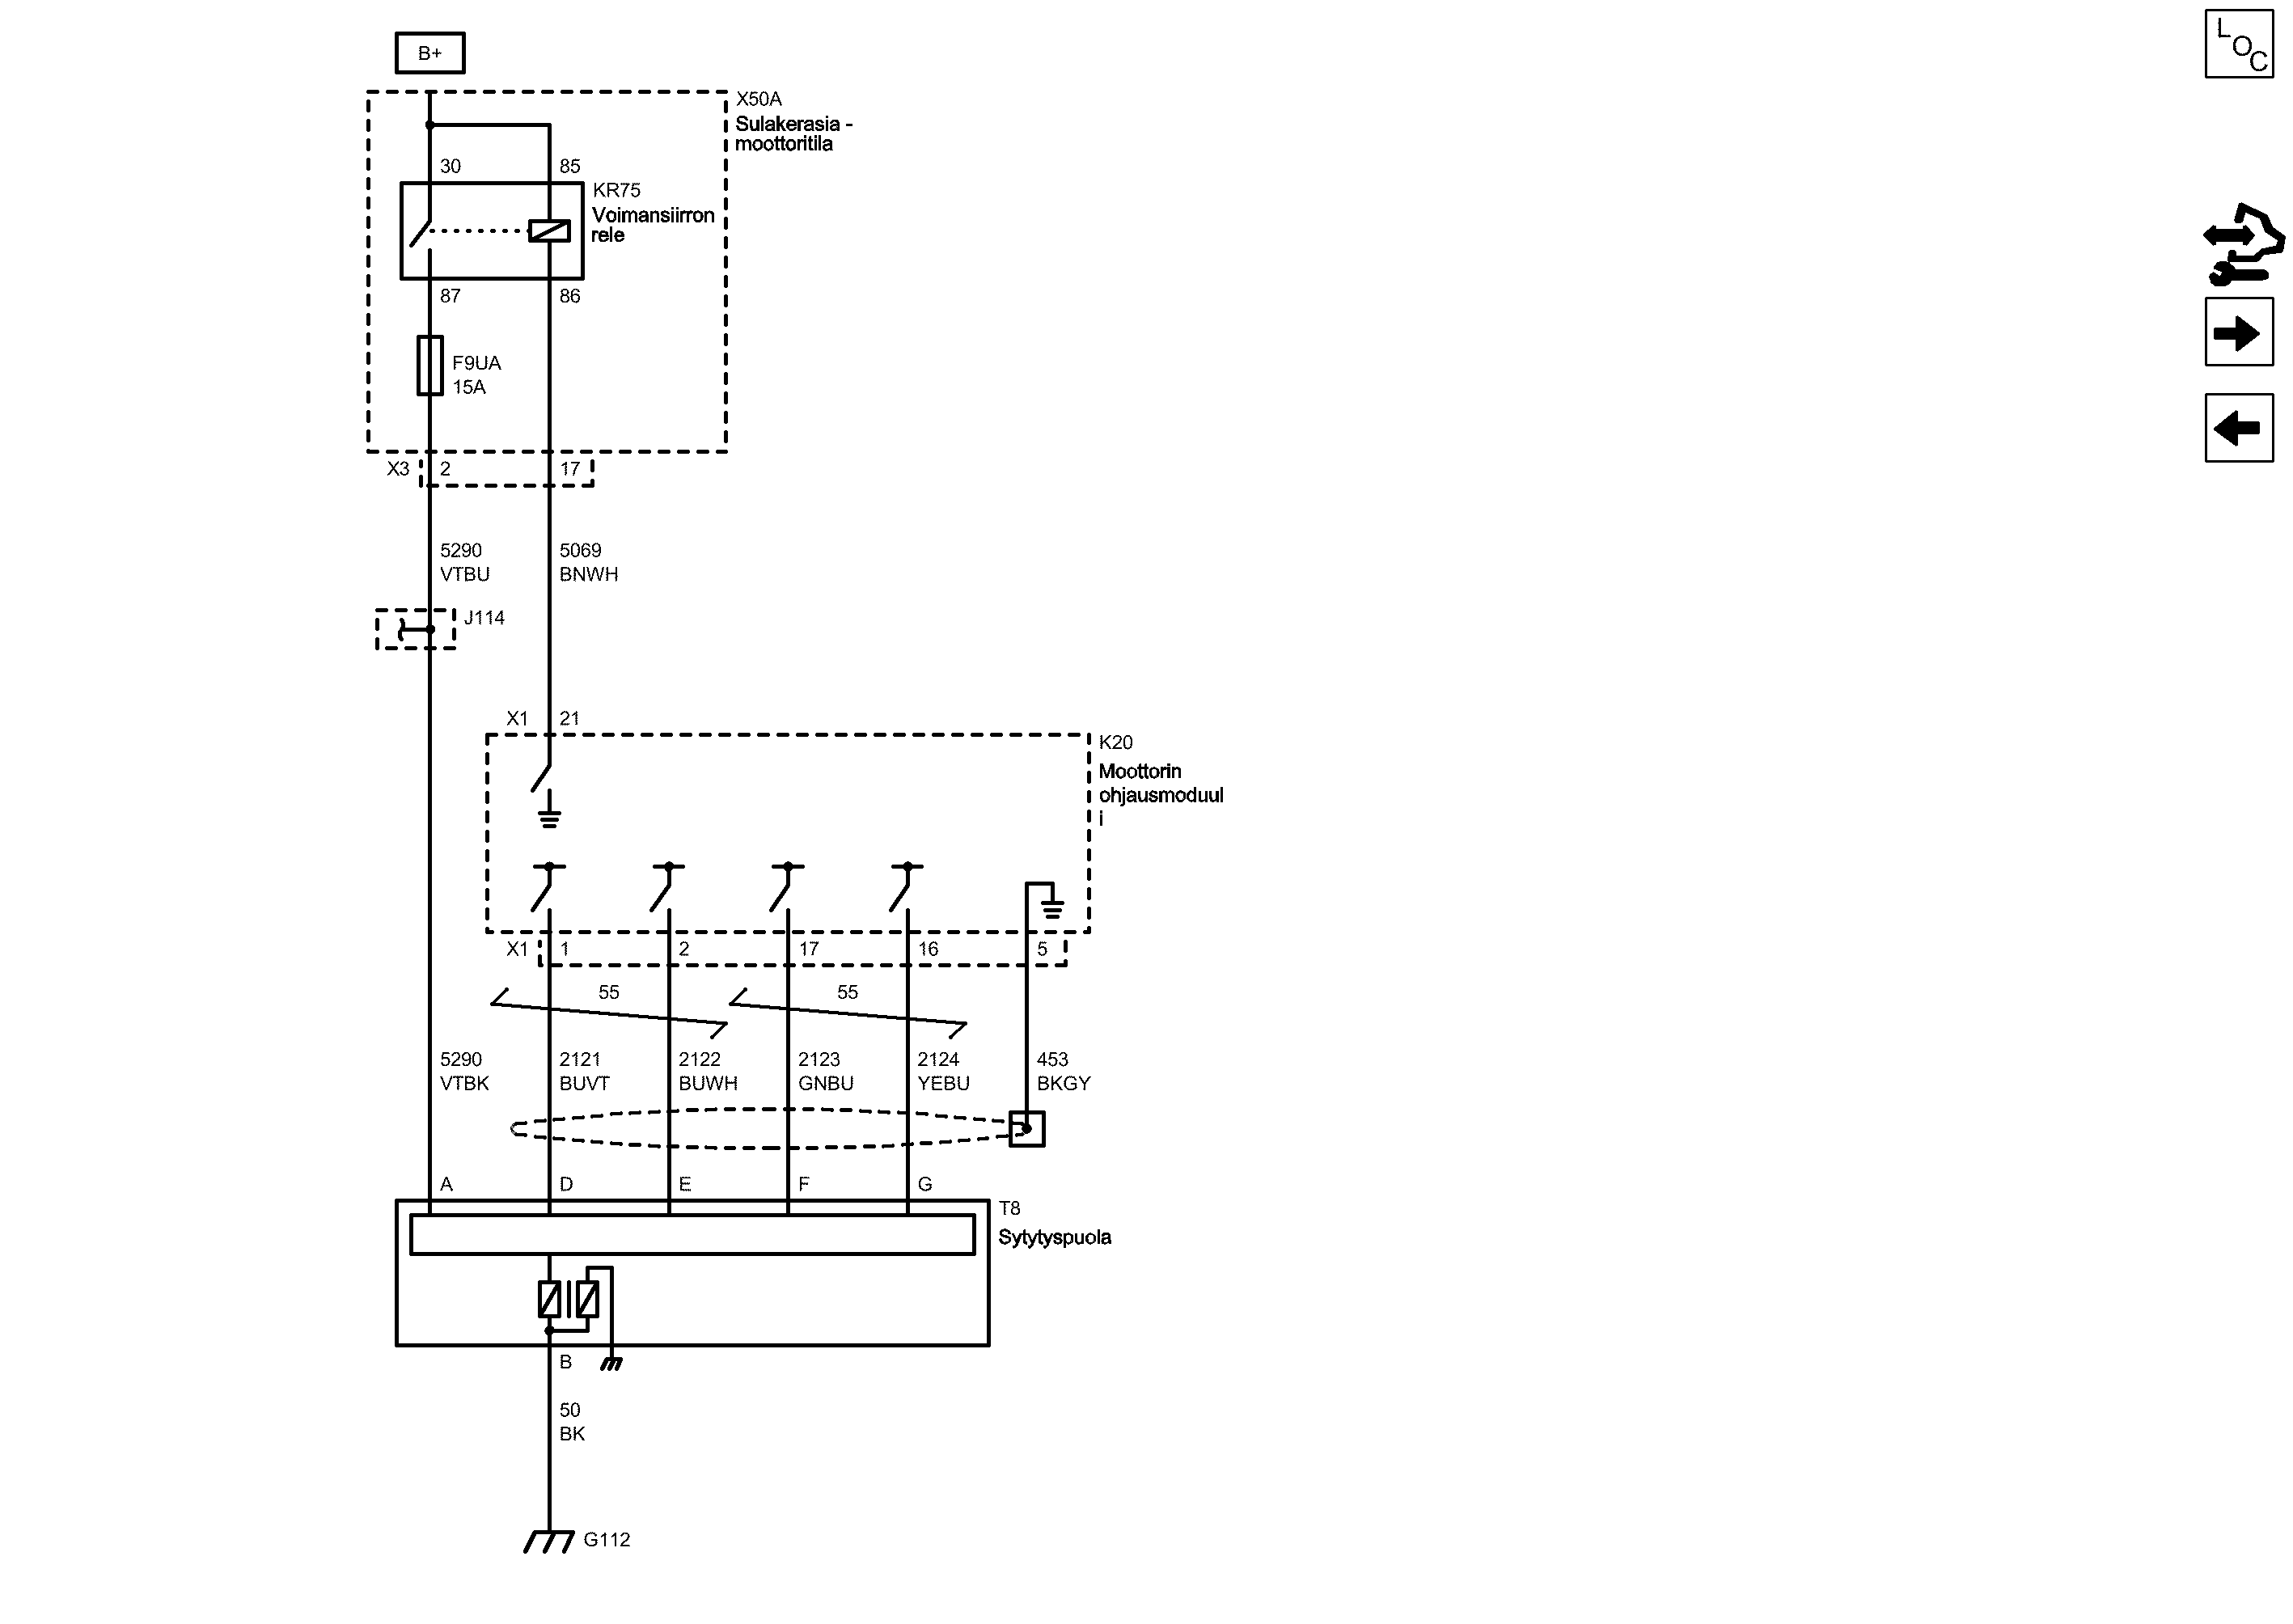 B+
L
O
C
X50A
Sulakerasia -
moottoritila
30 85
KR75
Voimansiirron
rele
87 86
F9UA
15A
X3 2 17
5290 5069
VTBU BNWH
J114
X1 21
K20
Moottorin
ohjausmoduul
i
X1 1 2 17 16 5
55 55
5290 2121 2122 2123 2124 453
VTBK BUVT BUWH GNBU YEBU BKGY
A D E F G
T8
Sytytyspuola
B
50
BK
G112